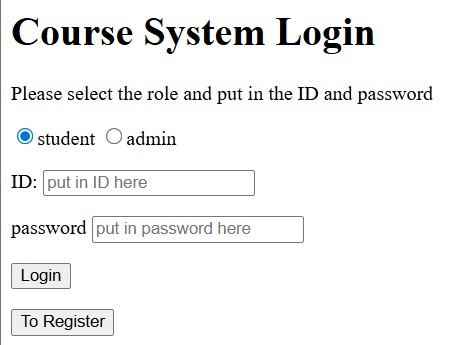 Course System Login
Please select the role and put in the ID and password
student admin
ID: put in ID here
password put in password here
Login
To Register